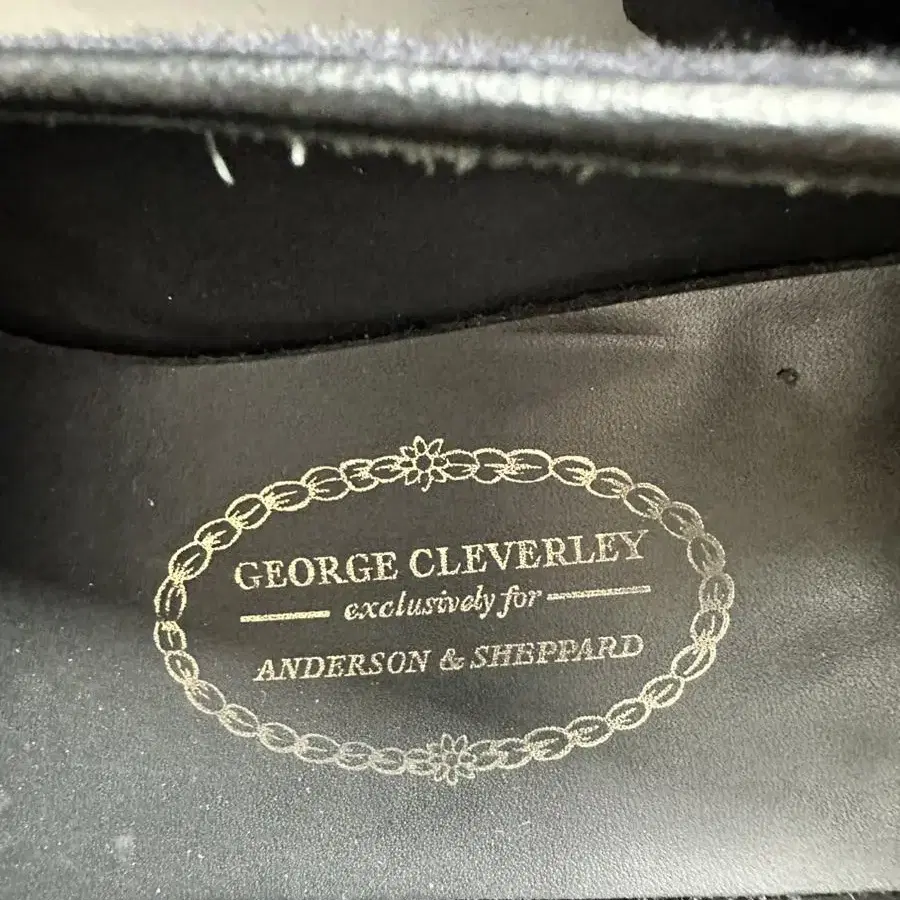 GEORGE CLEVERLEY
exclusively for
ANDERSON & SHEPPARD